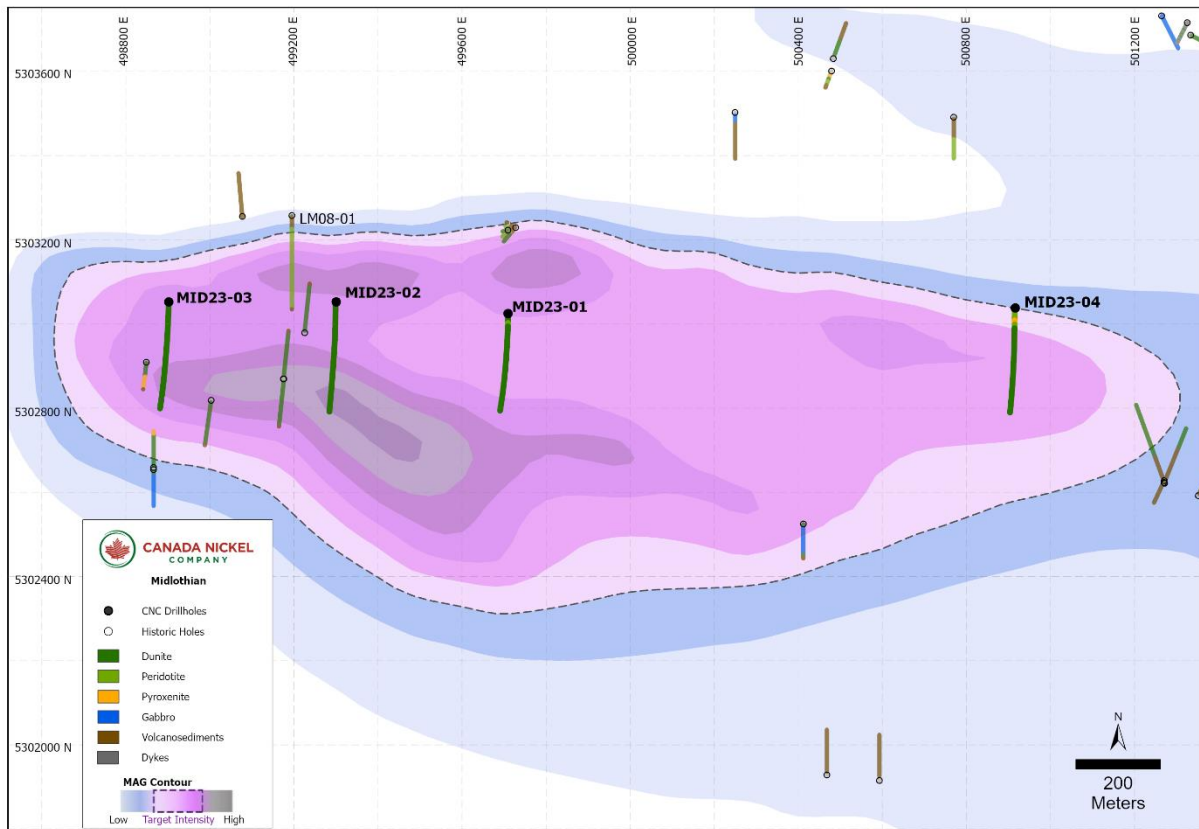 498800 E
499200 E
499600 E
500000 E
500400 E
500800 E
501200 E
5303600 N
LM08-01
5303200 N
MID23-03
MID23-02
MID23-01
MID23-04
5302800 N
5302400 N
5302000 N
CANADA NICKEL
COMPANY
Midlothian
CNC Drillholes
Historic Holes
Dunite
Peridotite
Pyroxenite
Gabbro
Volcanosediments
Dykes
MAG Contour
Low Target Intensity High
N
200
Meters